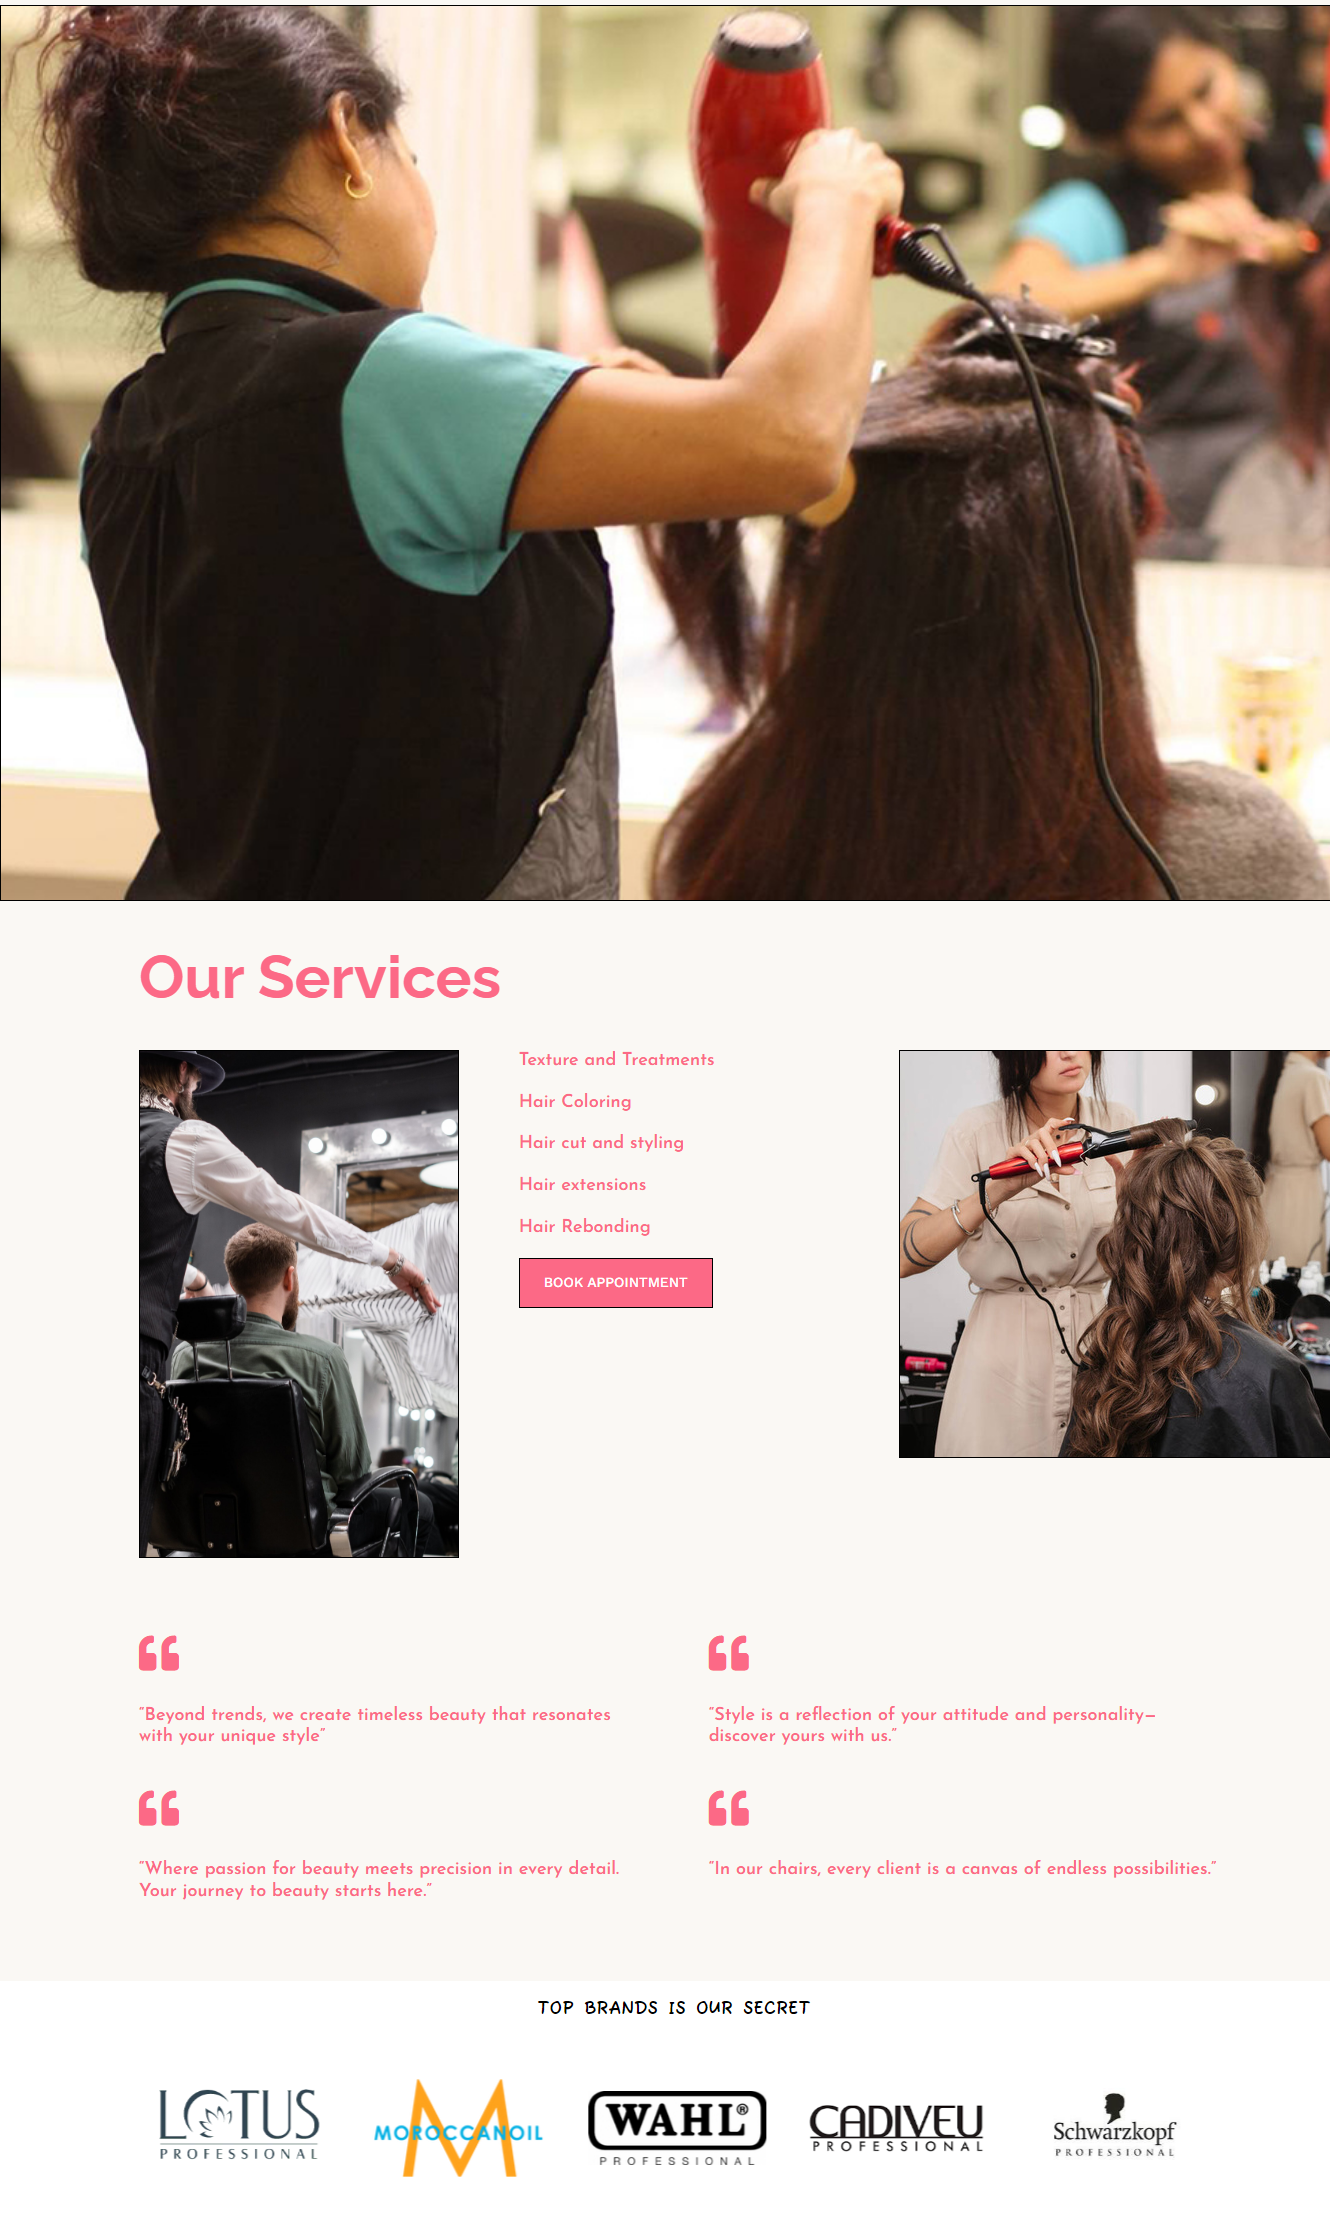 Our Services
Texture and Treatments
Hair Coloring
Hair cut and styling
Hair extensions
Hair Rebonding
BOOK APPOINTMENT
“Beyond trends, we create timeless beauty that resonates
with your unique style”
“Style is a reflection of your attitude and personality—
discover yours with us.”
“Where passion for beauty meets precision in every detail.
Your journey to beauty starts here.”
“In our chairs, every client is a canvas of endless possibilities.”
TOP BRANDS IS OUR SECRET
LOTUS
PROFESSIONAL
MOROCCANOIL
M
WAHL®
PROFESSIONAL
CADIVEU
PROFESSIONAL
Schwarzkopf
PROFESSIONAL